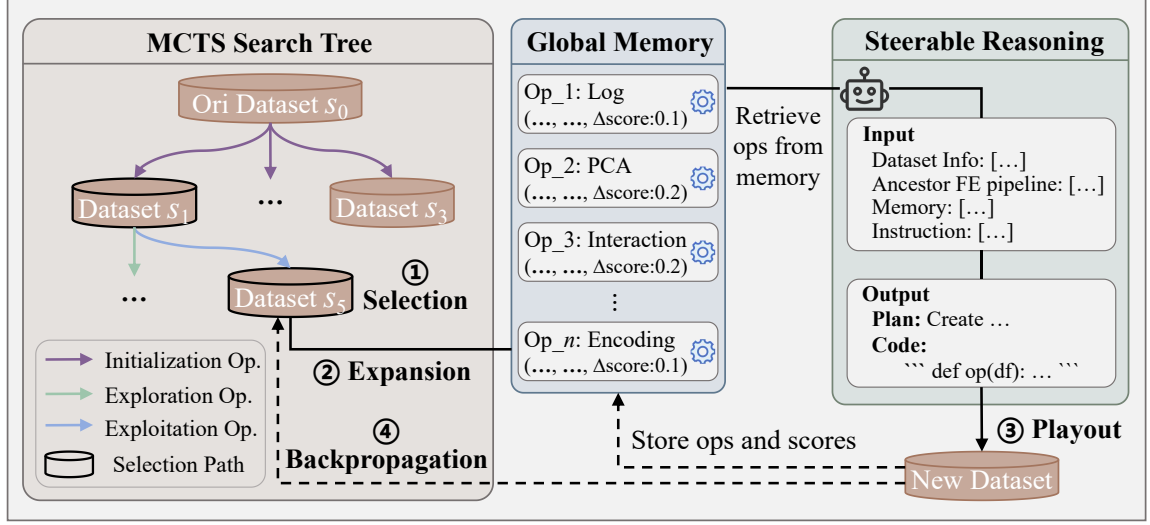 MCTS Search Tree
Ori Dataset s0
Dataset s1
...
Dataset s3
...
Dataset s5
①
Selection
② Expansion
④
Backpropagation
Initialization Op.
Exploration Op.
Exploitation Op.
Selection Path
Global Memory
Op_1: Log
(..., ..., Δscore:0.1)
Op_2: PCA
(..., ..., Δscore:0.2)
Op_3: Interaction
(..., ..., Δscore:0.2)
⋮
Op_n: Encoding
(..., ..., Δscore:0.1)
Retrieve
ops from
memory
Store ops and scores
Steerable Reasoning
Input
Dataset Info: [...]
Ancestor FE pipeline: [...]
Memory: [...]
Instruction: [...]
Output
Plan: Create ...
Code:
``` def op(df): ... ```
③ Playout
New Dataset